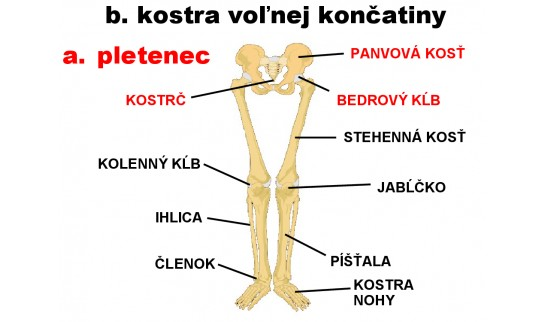 b. kostra voľnej končatiny
a. pletenec
PANVOVÁ KOSŤ
KOSTRČ
BEDROVÝ KĹB
STEHENNÁ KOSŤ
KOLENNÝ KĹB
JABĹČKO
IHLICA
PÍŠŤALA
ČLENOK
KOSTRA
NOHY